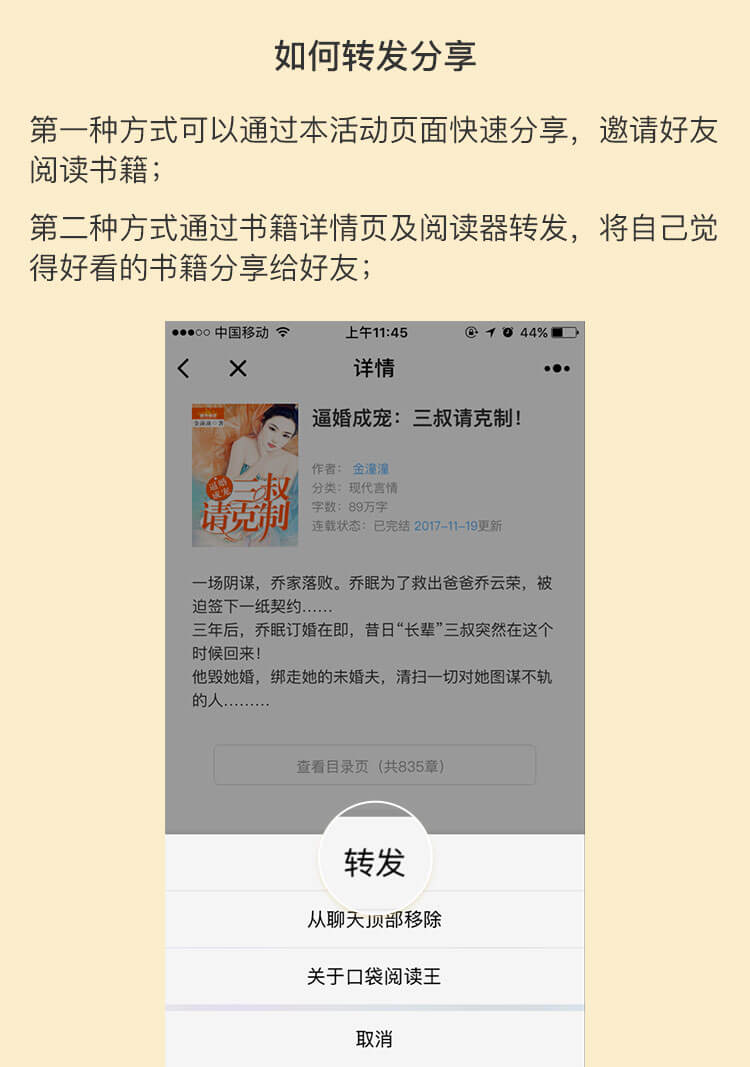 如何转发分享
第一种方式可以通过本活动页面快速分享，邀请好友
阅读书籍；
第二种方式通过书籍详情页及阅读器转发，将自己觉
得好看的书籍分享给好友；
中国移动 上午11:45 44%
详情
逼婚成宠：三叔请克制！
作者： 金潼潼
分类：现代言情
字数：89万字
连载状态：已完结 2017-11-19更新
逼婚
成宠
三叔
请克制
一场阴谋，乔家落败。乔眠为了救出爸爸乔云荣，被
迫签下一纸契约……
三年后，乔眠订婚在即，昔日“长辈”三叔突然在这个
时候回来！
他毁她婚，绑走她的未婚夫，清扫一切对她图谋不轨
的人………
查看目录页（共835章）
转发
从聊天顶部移除
关于口袋阅读王
取消